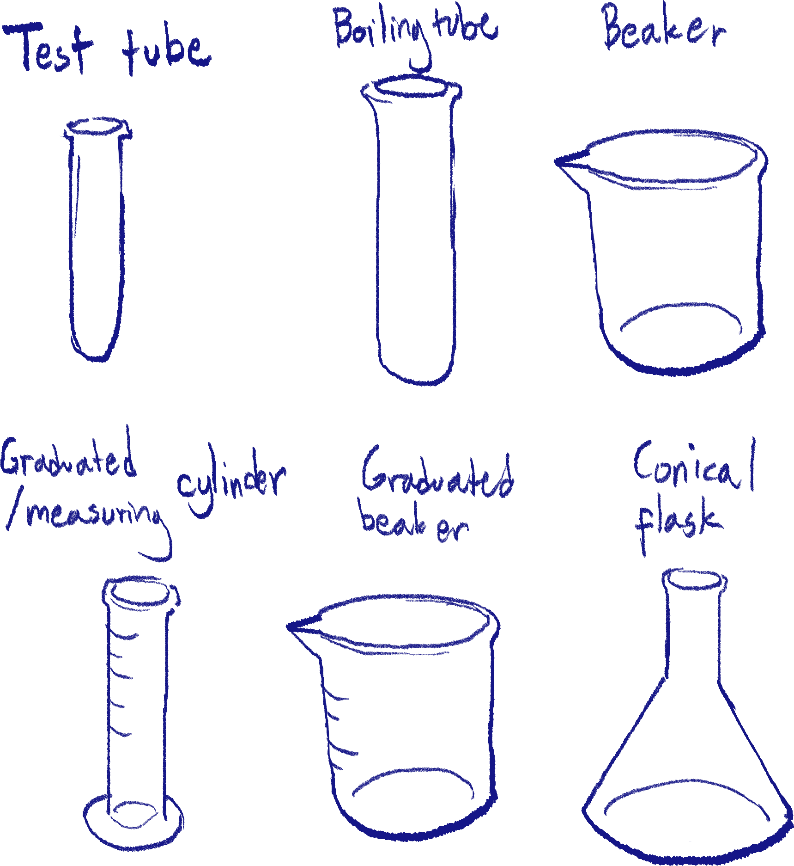 Test tube
Boiling tube
Beaker
Graduated
/measuring cylinder
Graduated
beaker
Conical
flask